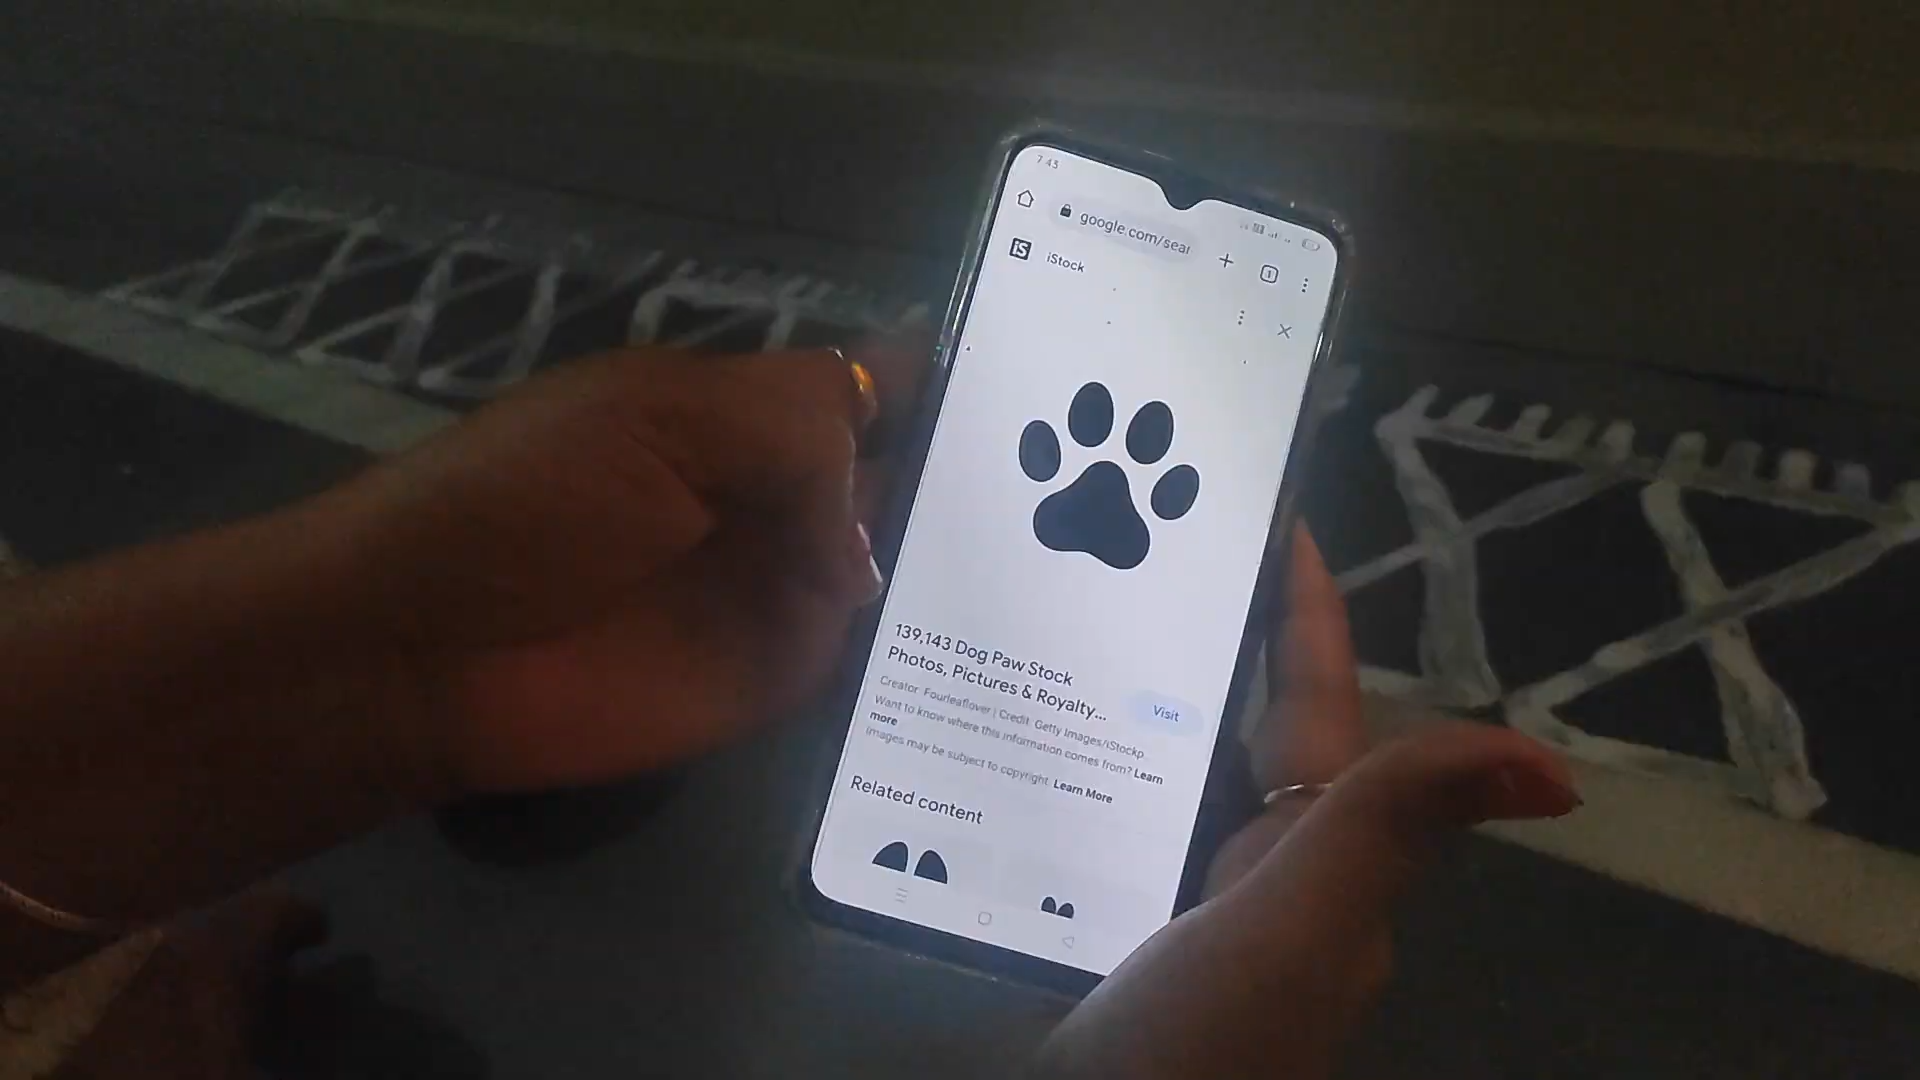 7:43
google.com/sear
1
iS
iStock
139,143 Dog Paw Stock
Photos, Pictures & Royalty...
Visit
Creator: Fourleaflover | Credit: Getty Images/iStockp
Want to know where this information comes from? Learn
more
Images may be subject to copyright. Learn More
Related content